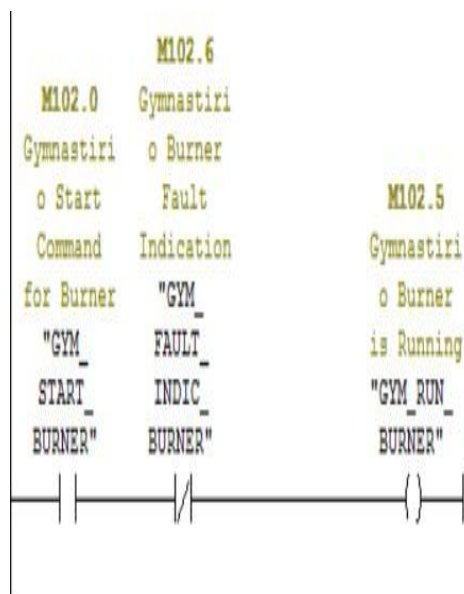 M102.0
Gymnastiri
o Start
Command
for Burner
"GYM_
START_
BURNER"
M102.6
Gymnastiri
o Burner
Fault
Indication
"GYM_
FAULT_
INDIC_
BURNER"
M102.5
Gymnastiri
o Burner
is Running
"GYM_RUN_
BURNER"